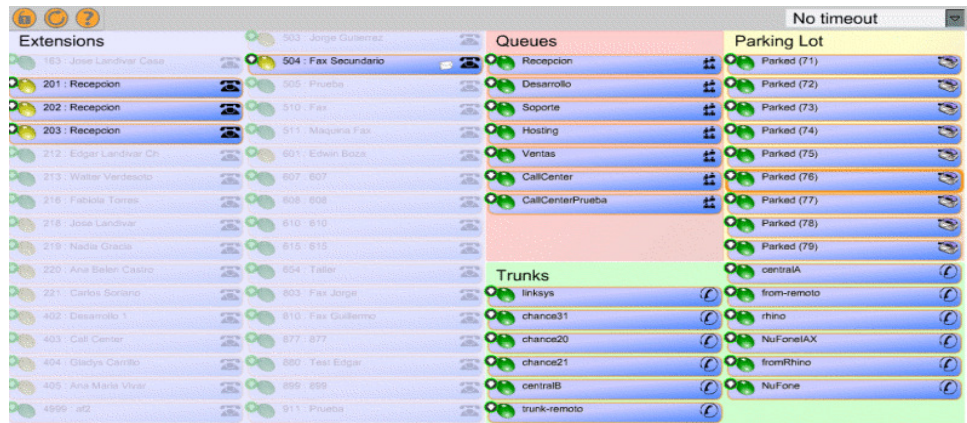 No timeout
Extensions
163 : Jose Landivar Casa
201 : Recepcion
202 : Recepcion
203 : Recepcion
212 : Edgar Landivar Ch
213 : Walter Verdesoto
216 : Fabiola Torres
218 : Jose Landivar
219 : Nadia Gracia
220 : Ana Belen Castro
221 : Carlos Soriano
402 : Desarrollo 1
403 : Call Center
404 : Gladys Carrillo
405 : Ana Maria Vivar
4999 : at2
503 : Jorge Gutierrez
504 : Fax Secundario
505 : Prueba
510 : Fax
511 : Maquina Fax
601 : Edwin Boza
607 : 607
608 : 608
610 : 610
615 : 615
654 : Taller
803 : Fax Jorge
810 : Fax Guillermo
877 : 877
880 : Test Edgar
899 : 899
911 : Prueba
Queues
Recepcion
Desarrollo
Soporte
Hosting
Ventas
CallCenter
CallCenterPrueba
Trunks
linksys
chance31
chance20
chance21
centralB
trunk-remoto
Parking Lot
Parked (71)
Parked (72)
Parked (73)
Parked (74)
Parked (75)
Parked (76)
Parked (77)
Parked (78)
Parked (79)
centralA
from-remoto
rhino
NuFoneIAX
fromRhino
NuFone